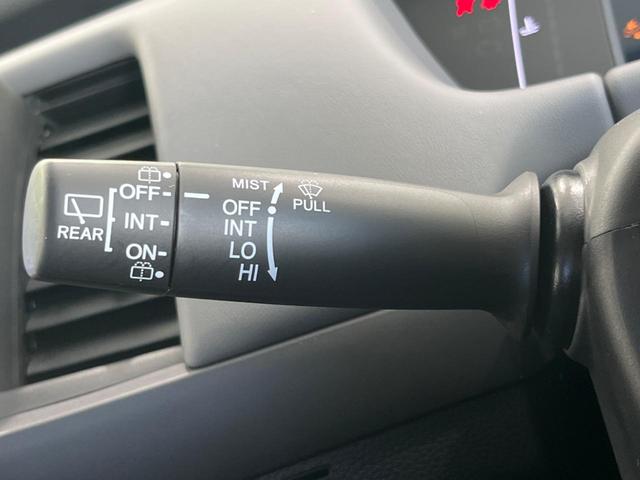 OFF
INT
ON
REAR
MIST
PULL
OFF
INT
LO
HI